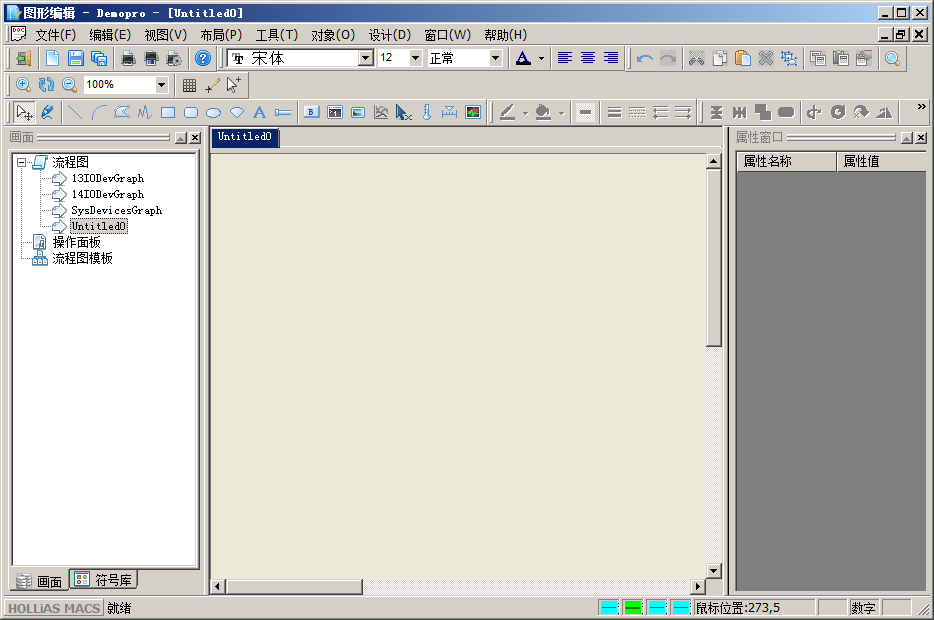 图形编辑 - Demopro - [Untitled0]
文件(F) 编辑(E) 视图(V) 布局(P) 工具(T) 对象(O) 设计(D) 窗口(W) 帮助(H)
宋体 12 正常
100%
画面
Untitled0
属性窗口
流程图
13IODevGraph
14IODevGraph
SysDevicesGraph
Untitled0
操作面板
流程图模板
属性名称 属性值
画面 符号库
HOLLiAS MACS 就绪 鼠标位置:273,5 数字